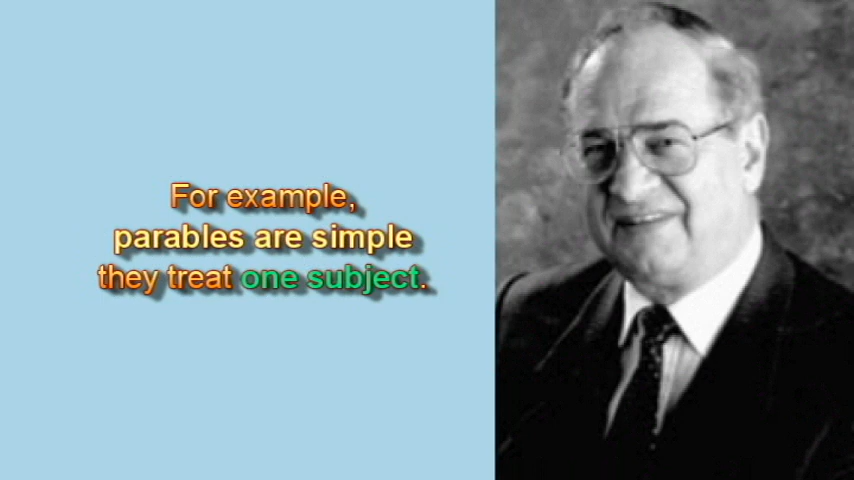 For example,
parables are simple
they treat one subject.